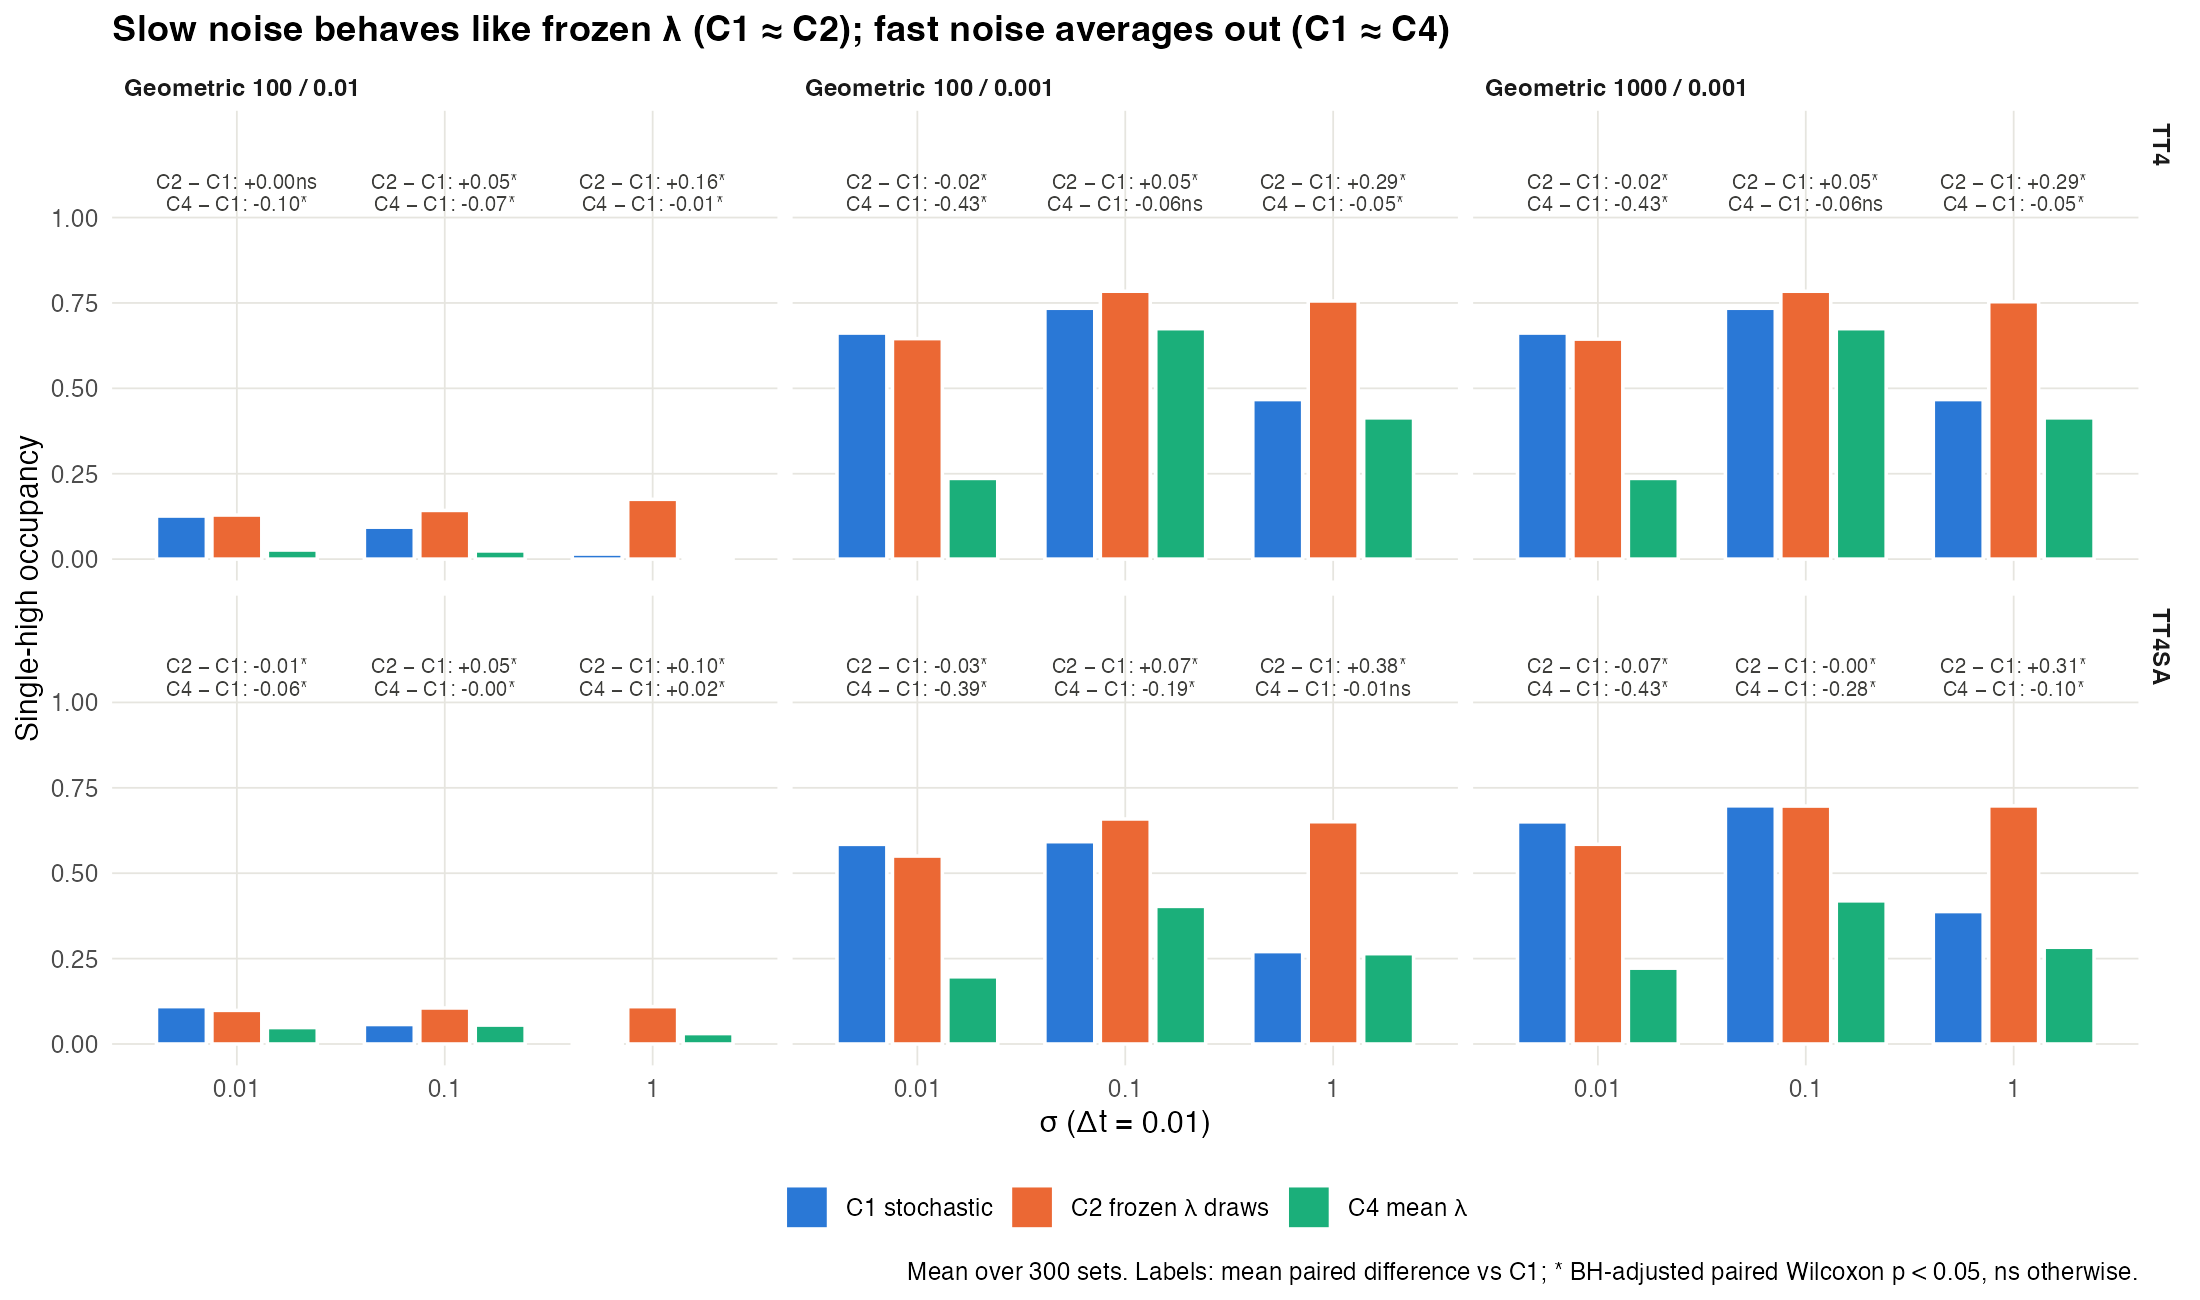 Slow noise behaves like frozen λ (C1 ≈ C2); fast noise averages out (C1 ≈ C4)
Geometric 100 / 0.01
Geometric 100 / 0.001
Geometric 1000 / 0.001
TT4
C2 − C1: +0.00ns
C4 − C1: -0.10*
C2 − C1: +0.05*
C4 − C1: -0.07*
C2 − C1: +0.16*
C4 − C1: -0.01*
C2 − C1: -0.02*
C4 − C1: -0.43*
C2 − C1: +0.05*
C4 − C1: -0.06ns
C2 − C1: +0.29*
C4 − C1: -0.05*
C2 − C1: -0.02*
C4 − C1: -0.43*
C2 − C1: +0.05*
C4 − C1: -0.06ns
C2 − C1: +0.29*
C4 − C1: -0.05*
1.00
0.75
0.50
0.25
0.00
Single-high occupancy
TT4SA
C2 − C1: -0.01*
C4 − C1: -0.06*
C2 − C1: +0.05*
C4 − C1: -0.00*
C2 − C1: +0.10*
C4 − C1: +0.02*
C2 − C1: -0.03*
C4 − C1: -0.39*
C2 − C1: +0.07*
C4 − C1: -0.19*
C2 − C1: +0.38*
C4 − C1: -0.01ns
C2 − C1: -0.07*
C4 − C1: -0.43*
C2 − C1: -0.00*
C4 − C1: -0.28*
C2 − C1: +0.31*
C4 − C1: -0.10*
1.00
0.75
0.50
0.25
0.00
0.01 0.1 1
0.01 0.1 1
0.01 0.1 1
σ (Δt = 0.01)
C1 stochastic
C2 frozen λ draws
C4 mean λ
Mean over 300 sets. Labels: mean paired difference vs C1; * BH-adjusted paired Wilcoxon p < 0.05, ns otherwise.